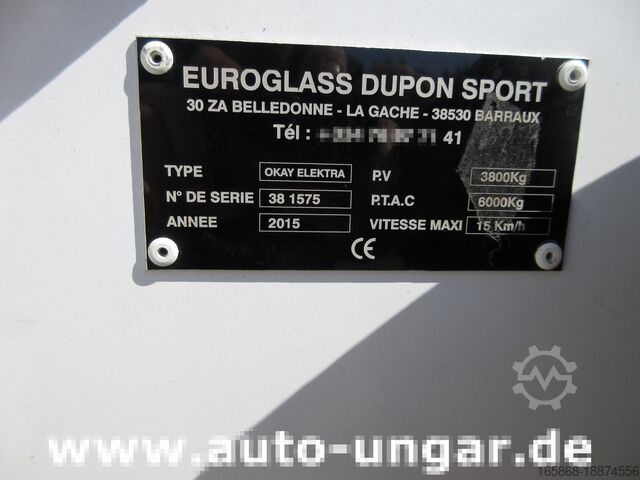 EUROGLASS DUPON SPORT
30 ZA BELLEDONNE - LA GACHE - 38530 BARRAUX
Tél : 41
TYPE OKAY ELEKTRA P.V 3800Kg
N° DE SERIE 38 1575 P.T.A.C 6000Kg
ANNEE 2015 VITESSE MAXI 15 Km/h
CE
www.auto-ungar.de
165868-18874556